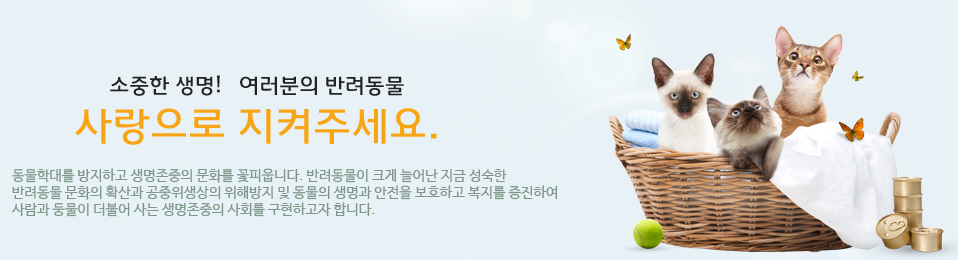 소중한 생명! 여러분의 반려동물
사랑으로 지켜주세요.
동물학대를 방지하고 생명존중의 문화를 꽃피웁니다. 반려동물이 크게 늘어난 지금 성숙한
반려동물 문화의 확산과 공중위생상의 위해방지 및 동물의 생명과 안전을 보호하고 복지를 증진하여
사람과 동물이 더불어 사는 생명존중의 사회를 구현하고자 합니다.